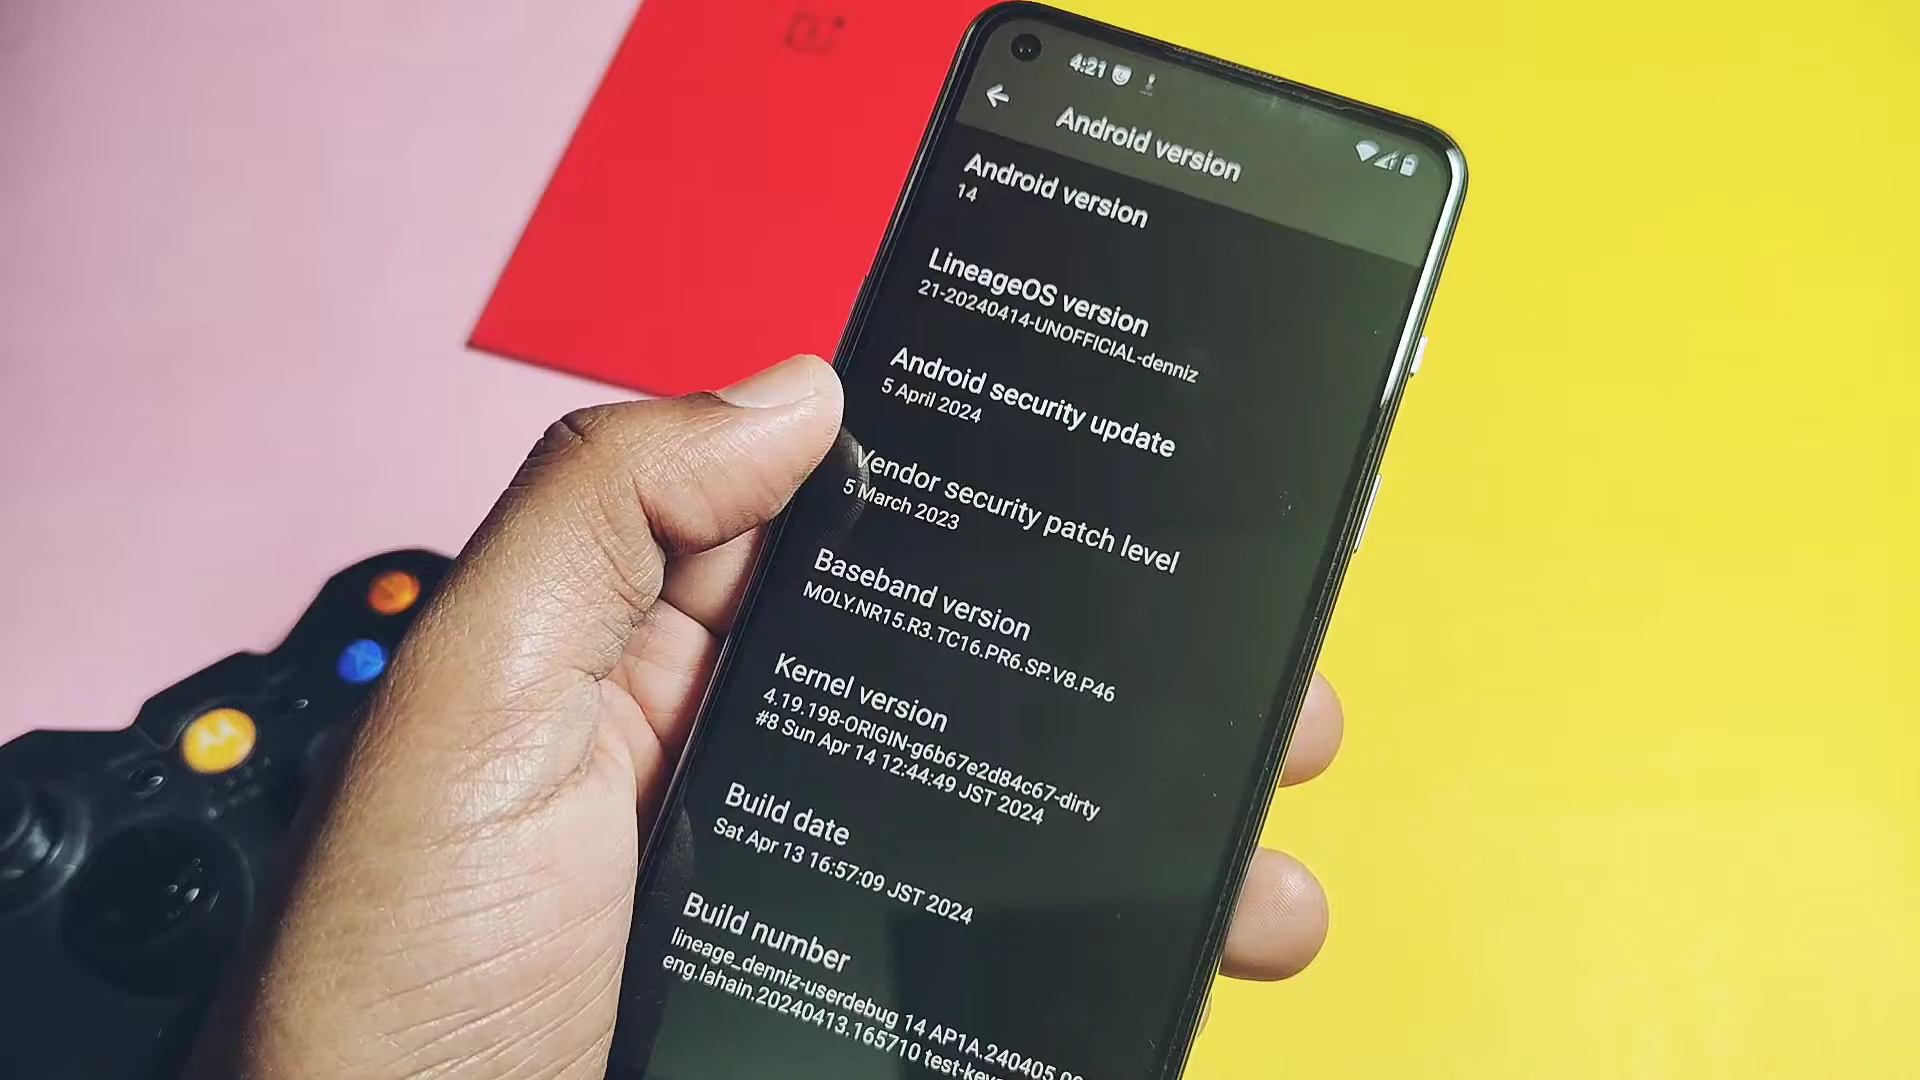 4:21
Android version
Android version
14
LineageOS version
21-20240414-UNOFFICIAL-denniz
Android security update
5 April 2024
Vendor security patch level
5 March 2023
Baseband version
MOLY.NR15.R3.TC16.PR6.SP.V8.P46
Kernel version
4.19.198-ORIGIN-g6b67e2d84c67-dirty
#8 Sun Apr 14 12:44:49 JST 2024
Build date
Sat Apr 13 16:57:09 JST 2024
Build number
lineage_denniz-userdebug 14 AP1A.240405.00
eng.lahain.20240413.165710